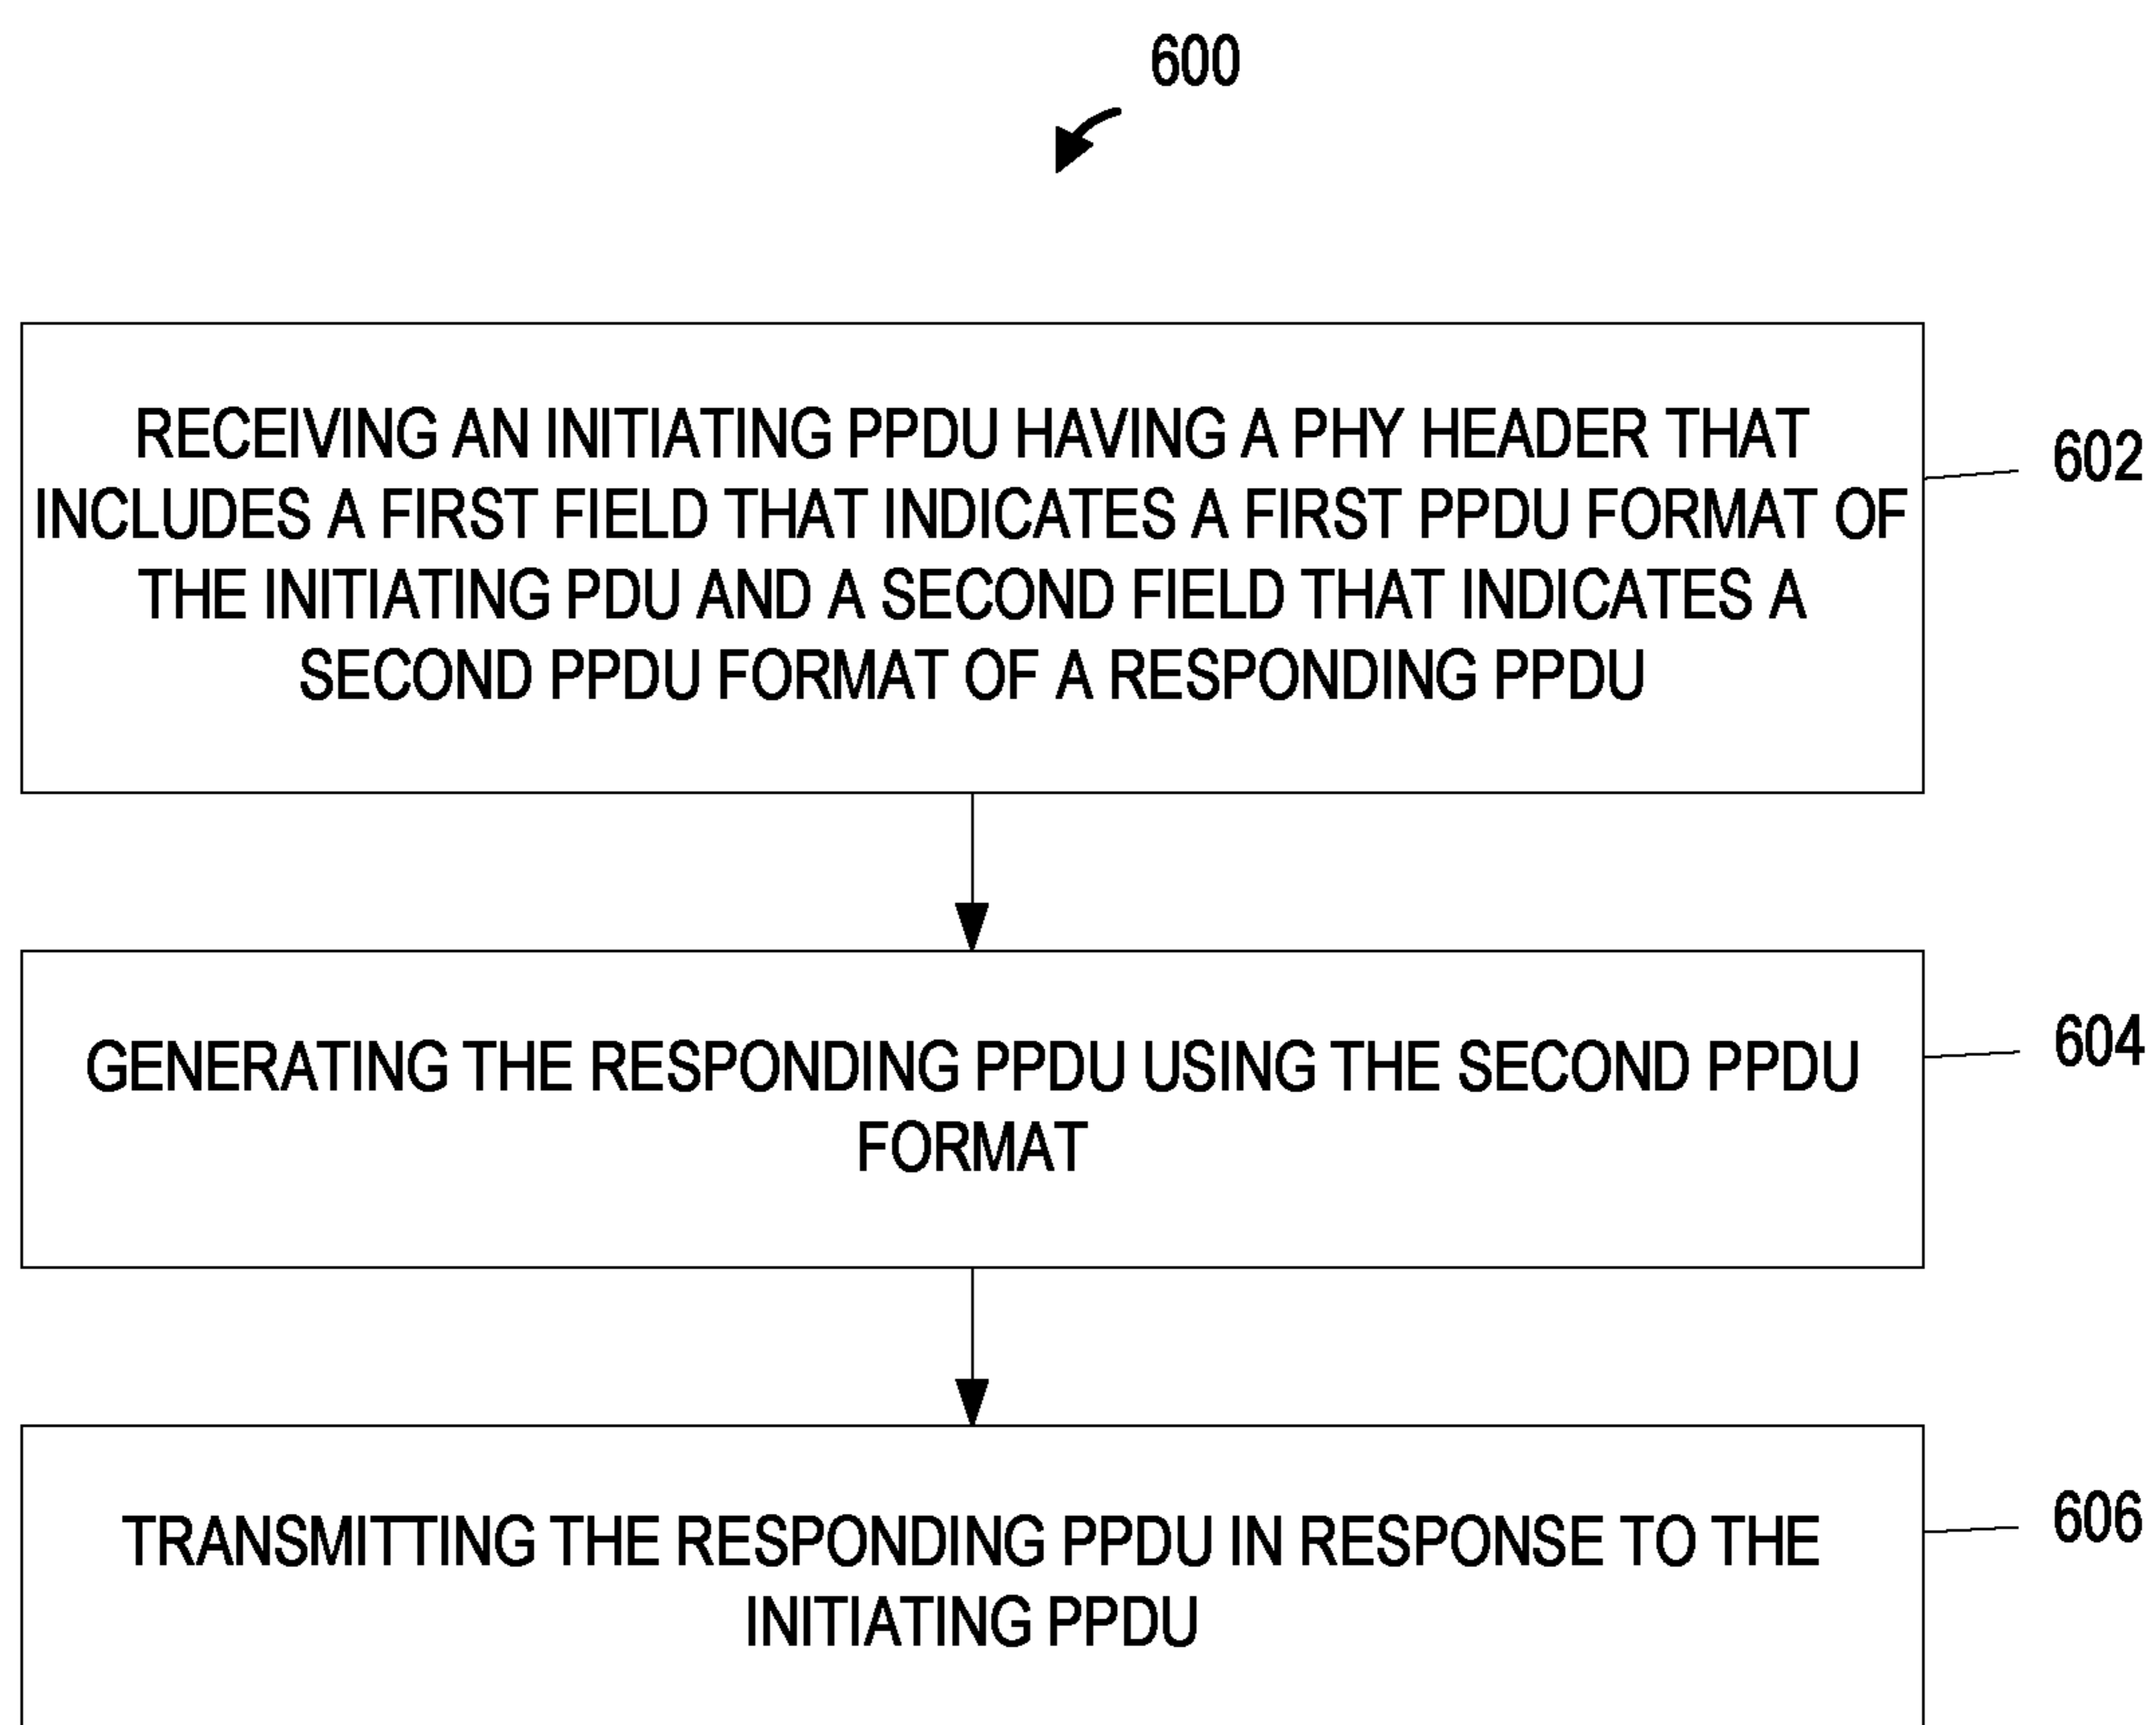 600
RECEIVING AN INITIATING PPDU HAVING A PHY HEADER THAT
INCLUDES A FIRST FIELD THAT INDICATES A FIRST PPDU FORMAT OF
THE INITIATING PDU AND A SECOND FIELD THAT INDICATES A
SECOND PPDU FORMAT OF A RESPONDING PPDU
602
GENERATING THE RESPONDING PPDU USING THE SECOND PPDU
FORMAT
604
TRANSMITTING THE RESPONDING PPDU IN RESPONSE TO THE
INITIATING PPDU
606